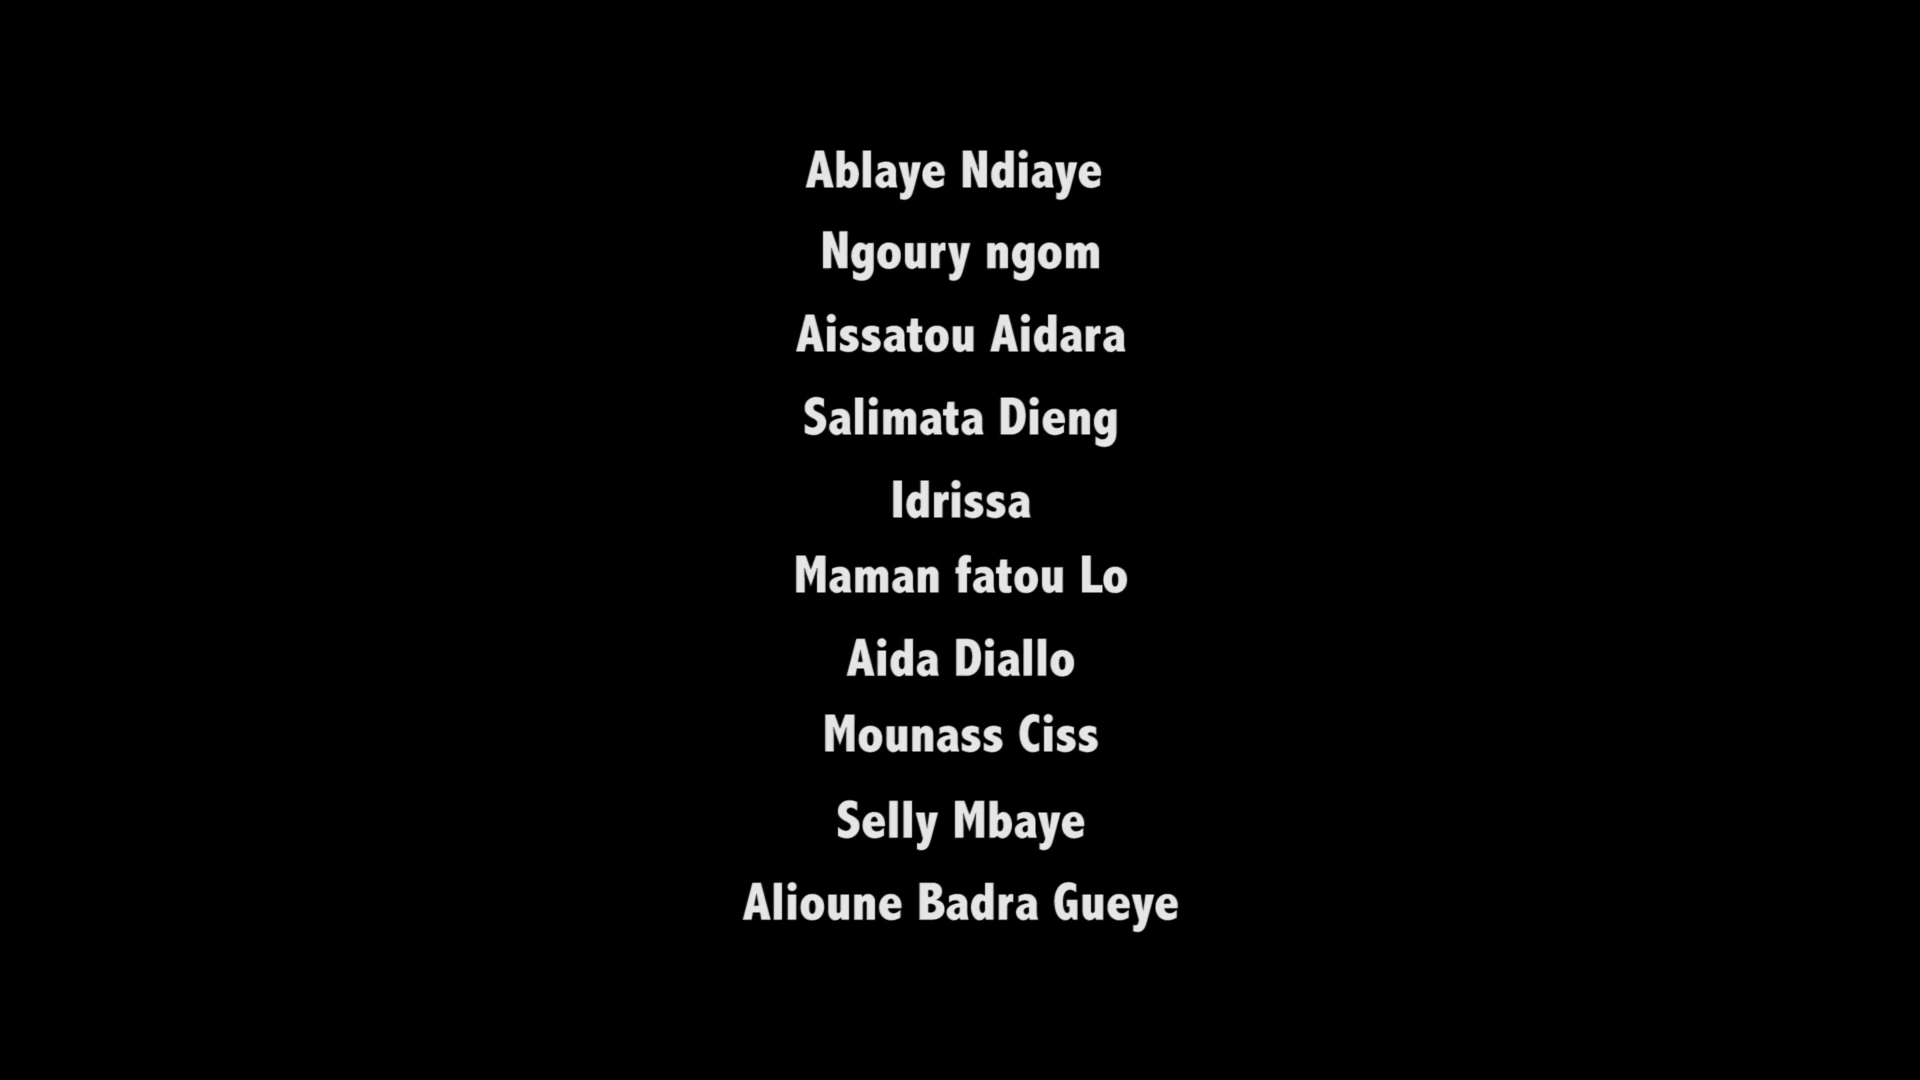 Ablaye Ndiaye
Ngoury ngom
Aissatou Aidara
Salimata Dieng
Idrissa
Maman fatou Lo
Aida Diallo
Mounass Ciss
Selly Mbaye
Alioune Badra Gueye